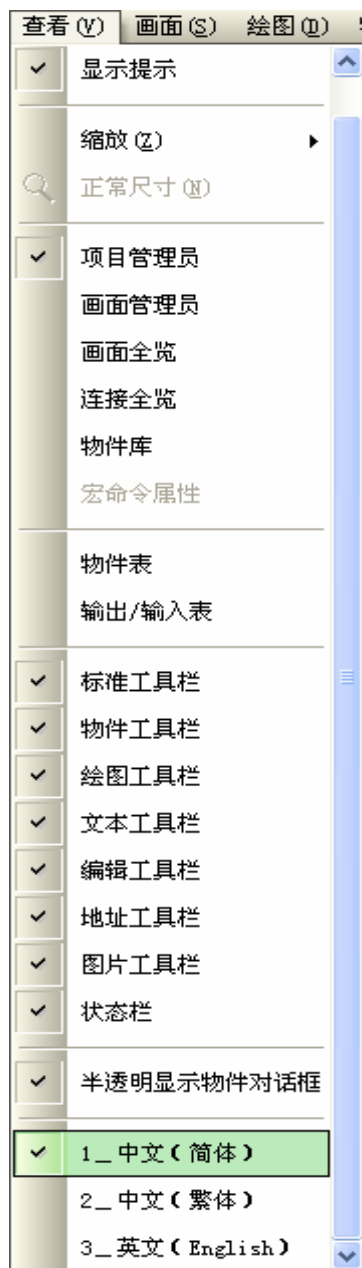 查看(V) 画面(S) 绘图(D)
显示提示
缩放(Z)
正常尺寸(N)
项目管理员
画面管理员
画面全览
连接全览
物件库
宏命令属性
物件表
输出/输入表
标准工具栏
物件工具栏
绘图工具栏
文本工具栏
编辑工具栏
地址工具栏
图片工具栏
状态栏
半透明显示物件对话框
1_中文(简体)
2_中文(繁体)
3_英文(English)